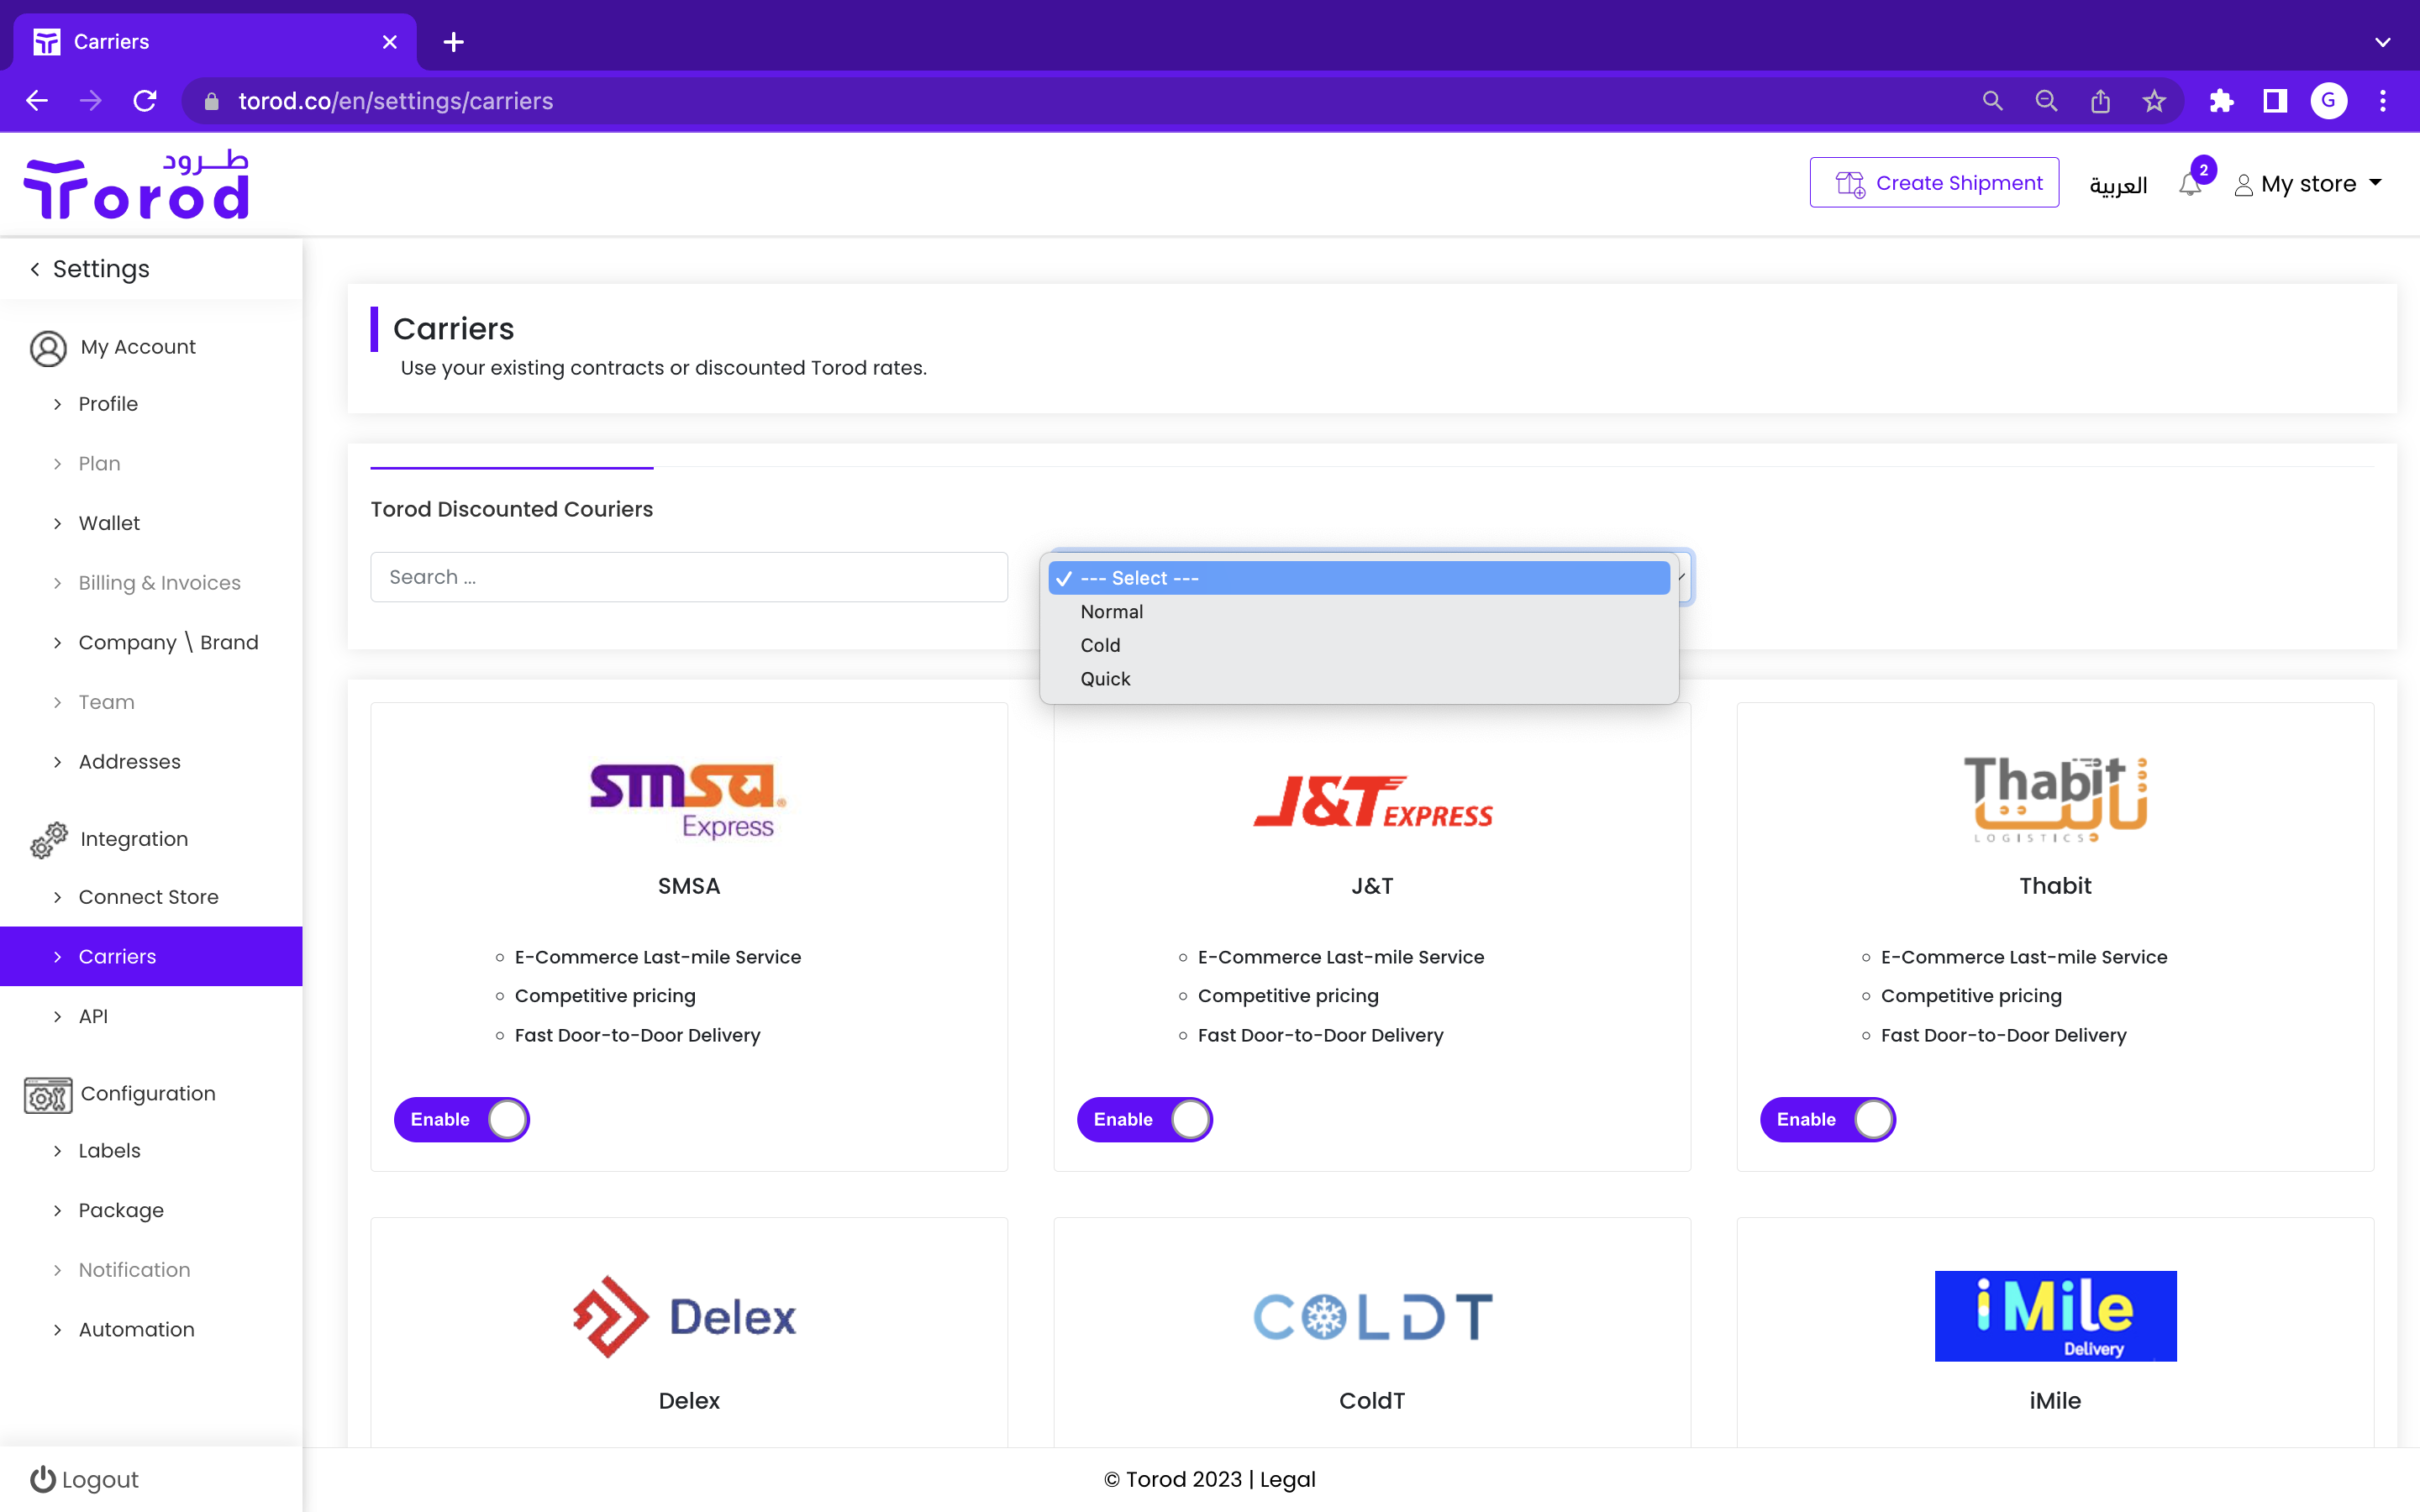 Carriers
torod.co/en/settings/carriers
G
طرود
Torod
Create Shipment
العربية
2
My store
Settings
My Account
Profile
Plan
Wallet
Billing & Invoices
Company \ Brand
Team
Addresses
Integration
Connect Store
Carriers
API
Configuration
Labels
Package
Notification
Automation
Logout
Carriers
Use your existing contracts or discounted Torod rates.
Torod Discounted Couriers
Search ...
--- Select ---
Normal
Cold
Quick
smsa
Express
SMSA
E-Commerce Last-mile Service
Competitive pricing
Fast Door-to-Door Delivery
Enable
J&T EXPRESS
J&T
E-Commerce Last-mile Service
Competitive pricing
Fast Door-to-Door Delivery
Enable
Thabit
ثابت
LOGISTICS
Thabit
E-Commerce Last-mile Service
Competitive pricing
Fast Door-to-Door Delivery
Enable
Delex
Delex
COLDT
ColdT
iMile
Delivery
iMile
© Torod 2023 | Legal